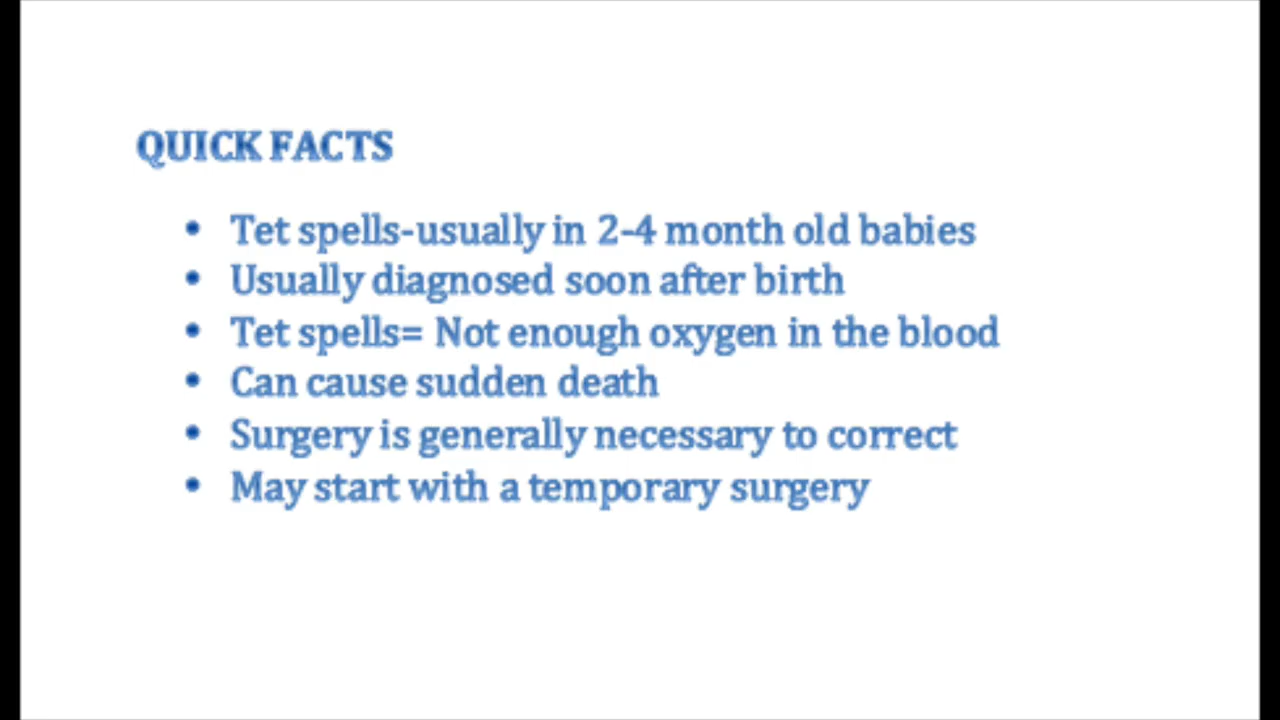 QUICK FACTS
• Tet spells-usually in 2-4 month old babies
• Usually diagnosed soon after birth
• Tet spells= Not enough oxygen in the blood
• Can cause sudden death
• Surgery is generally necessary to correct
• May start with a temporary surgery